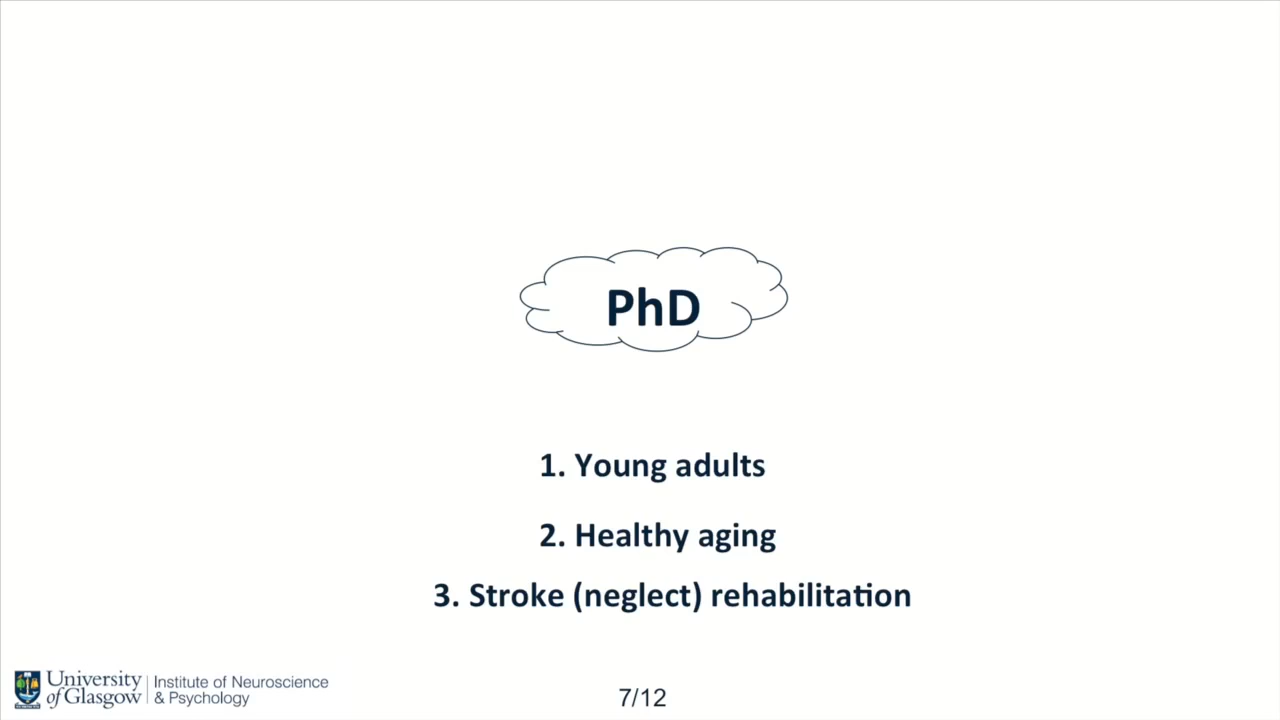 PhD
1. Young adults
2. Healthy aging
3. Stroke (neglect) rehabilitation
University
of Glasgow
Institute of Neuroscience
& Psychology
7/12